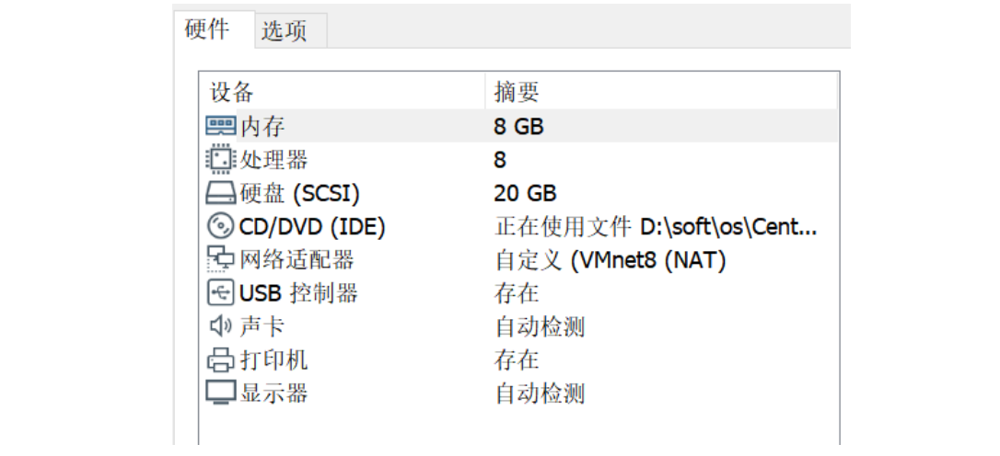 硬件 选项
设备 摘要
内存 8 GB
处理器 8
硬盘 (SCSI) 20 GB
CD/DVD (IDE) 正在使用文件 D:\soft\os\Cent...
网络适配器 自定义 (VMnet8 (NAT)
USB 控制器 存在
声卡 自动检测
打印机 存在
显示器 自动检测